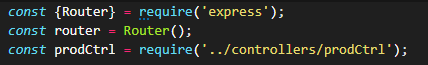 const {Router} = require('express');
const router = Router();
const prodCtrl = require('../controllers/prodCtrl');